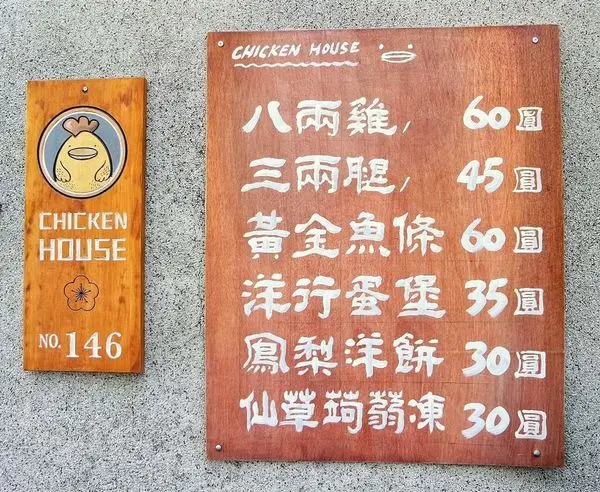 CHICKEN
HOUSE
NO. 146
CHICKEN HOUSE
八兩雞, 60圓
三兩腿, 45圓
黃金魚條 60圓
洋行蛋堡 35圓
鳳梨洋餅 30圓
仙草蒟蒻凍 30圓